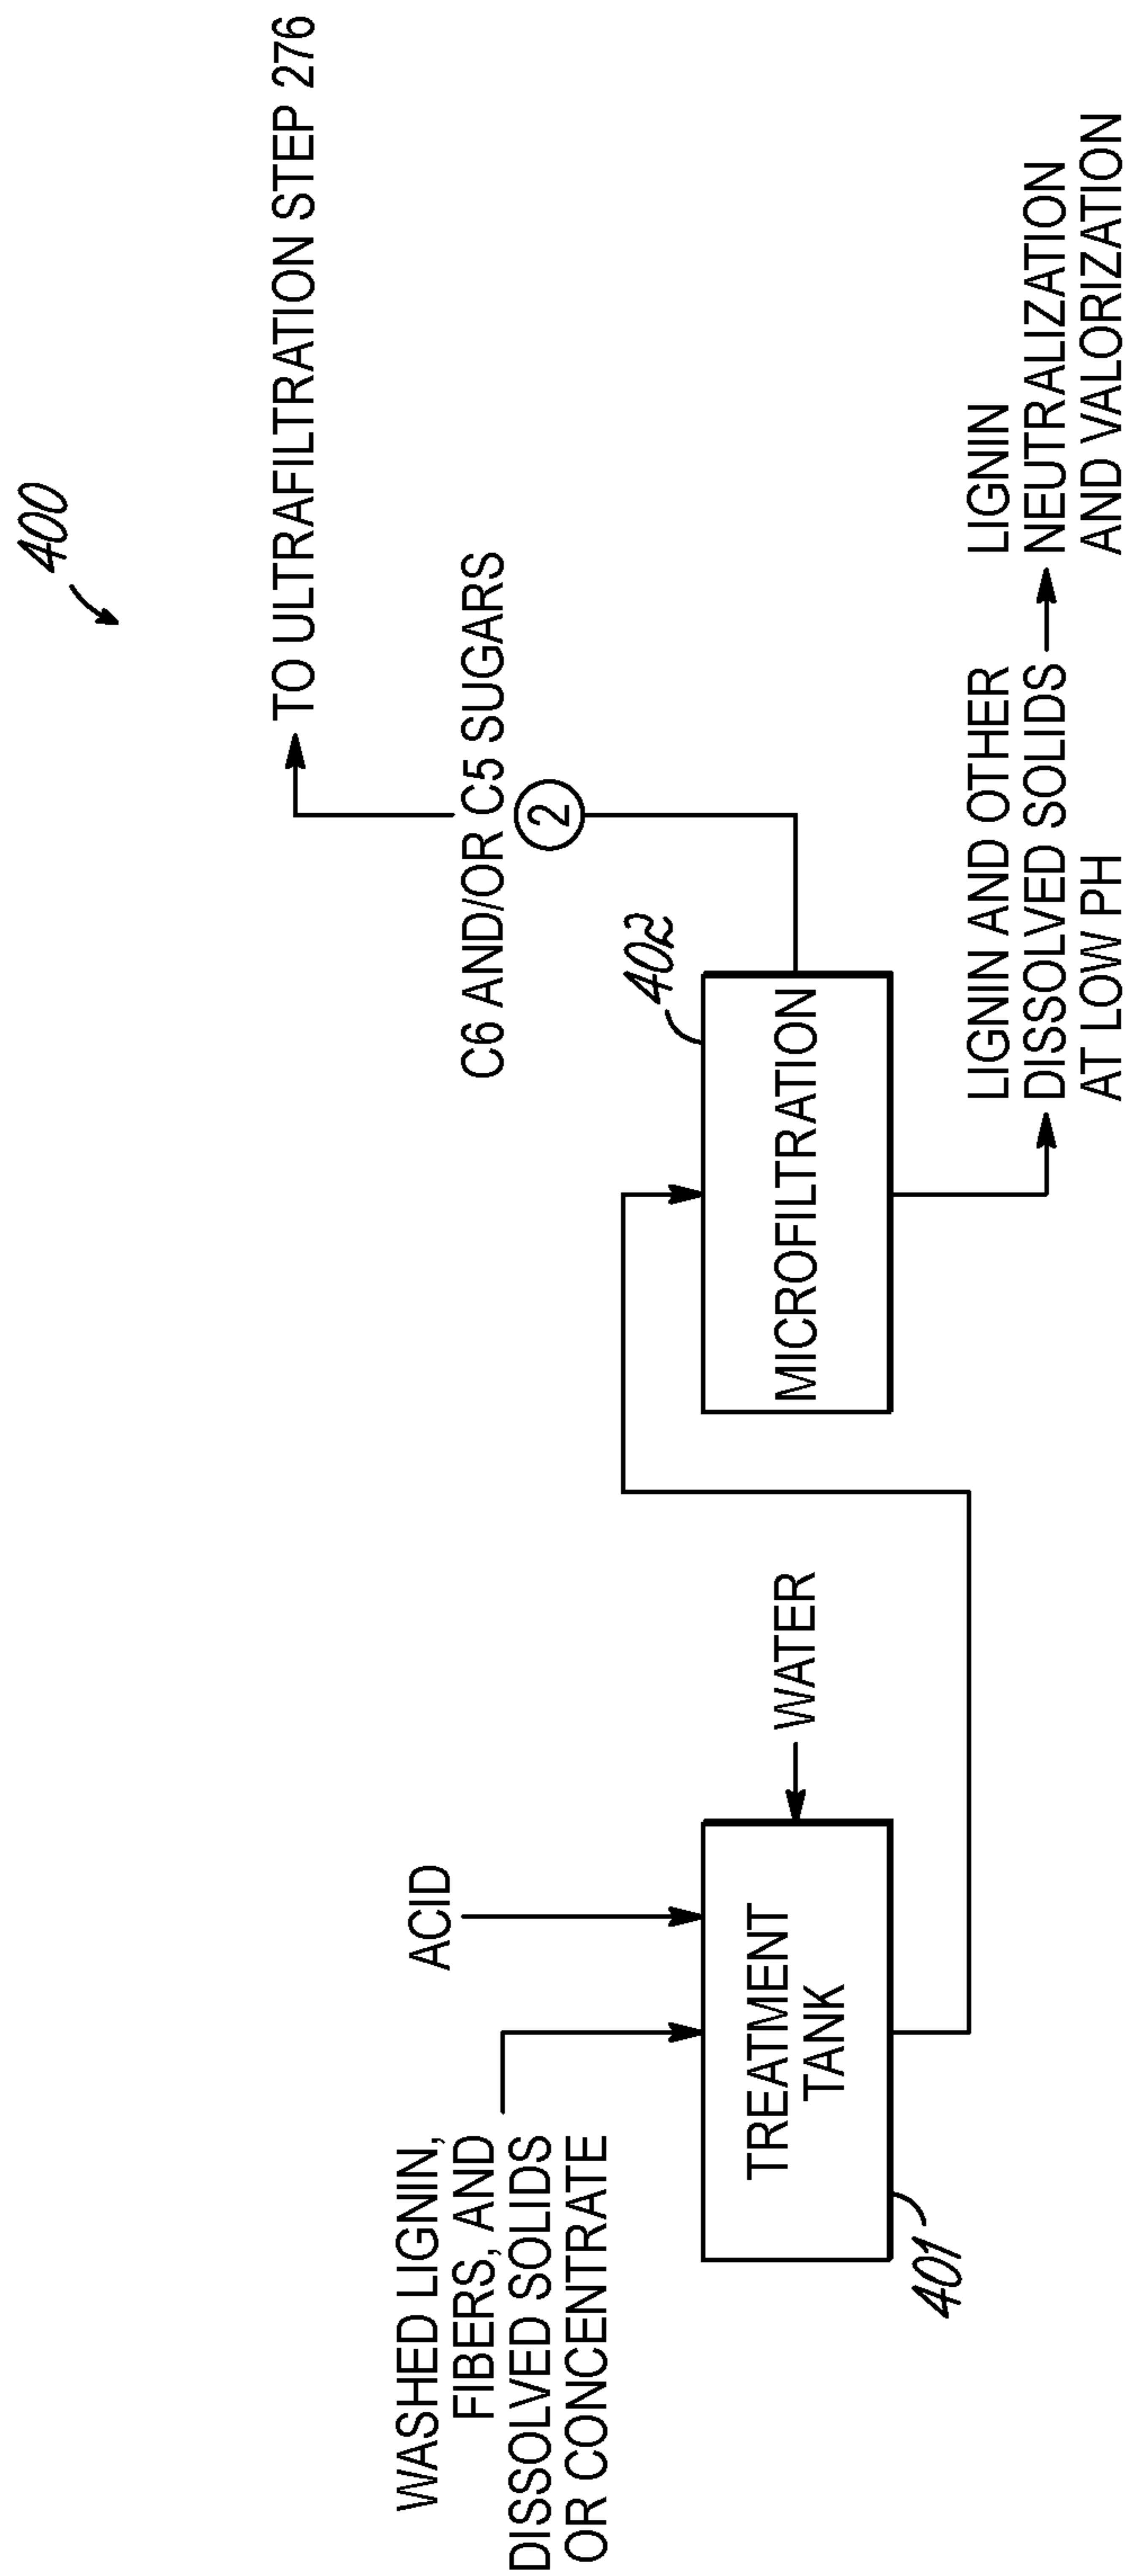 400
TO ULTRAFILTRATION STEP 276
C6 AND/OR C5 SUGARS
2
ACID
WASHED LIGNIN,
FIBERS, AND
DISSOLVED SOLIDS
OR CONCENTRATE
TREATMENT
TANK
401
WATER
MICROFILTRATION
402
LIGNIN AND OTHER
DISSOLVED SOLIDS
AT LOW PH
LIGNIN
NEUTRALIZATION
AND VALORIZATION